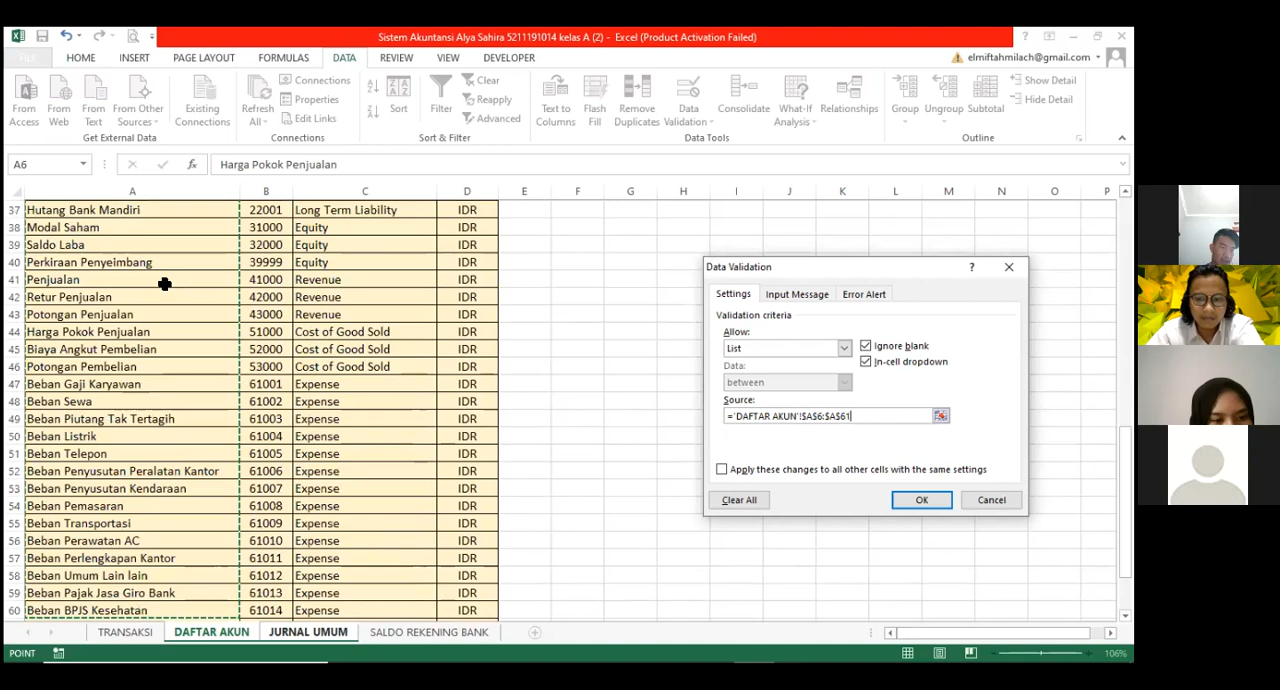 Sistem Akuntansi Alya Sahira 5211191014 kelas A (2) - Excel (Product Activation Failed)
FILE HOME INSERT PAGE LAYOUT FORMULAS DATA REVIEW VIEW DEVELOPER elmiftahmilach@gmail.com
From Access From Web From Text From Other Sources Existing Connections Refresh All Connections Properties Edit Links Sort Filter Clear Reapply Advanced Text to Columns Flash Fill Remove Duplicates Data Validation Consolidate What-If Analysis Relationships Group Ungroup Subtotal Show Detail Hide Detail
Get External Data Connections Sort & Filter Data Tools Outline
A6 fx Harga Pokok Penjualan
A B C D E F G H I J K L M N O P
37 Hutang Bank Mandiri 22001 Long Term Liability IDR
38 Modal Saham 31000 Equity IDR
39 Saldo Laba 32000 Equity IDR
40 Perkiraan Penyeimbang 39999 Equity IDR
41 Penjualan 41000 Revenue IDR
42 Retur Penjualan 42000 Revenue IDR
43 Potongan Penjualan 43000 Revenue IDR
44 Harga Pokok Penjualan 51000 Cost of Good Sold IDR
45 Biaya Angkut Pembelian 52000 Cost of Good Sold IDR
46 Potongan Pembelian 53000 Cost of Good Sold IDR
47 Beban Gaji Karyawan 61001 Expense IDR
48 Beban Sewa 61002 Expense IDR
49 Beban Piutang Tak Tertagih 61003 Expense IDR
50 Beban Listrik 61004 Expense IDR
51 Beban Telepon 61005 Expense IDR
52 Beban Penyusutan Peralatan Kantor 61006 Expense IDR
53 Beban Penyusutan Kendaraan 61007 Expense IDR
54 Beban Pemasaran 61008 Expense IDR
55 Beban Transportasi 61009 Expense IDR
56 Beban Perawatan AC 61010 Expense IDR
57 Beban Perlengkapan Kantor 61011 Expense IDR
58 Beban Umum Lain lain 61012 Expense IDR
59 Beban Pajak Jasa Giro Bank 61013 Expense IDR
60 Beban BPJS Kesehatan 61014 Expense IDR
Data Validation
Settings Input Message Error Alert
Validation criteria
Allow:
List Ignore blank
In-cell dropdown
Data:
between
Source:
='DAFTAR AKUN'!$A$6:$A$61
Apply these changes to all other cells with the same settings
Clear All OK Cancel
TRANSAKSI DAFTAR AKUN JURNAL UMUM SALDO REKENING BANK
POINT 106%